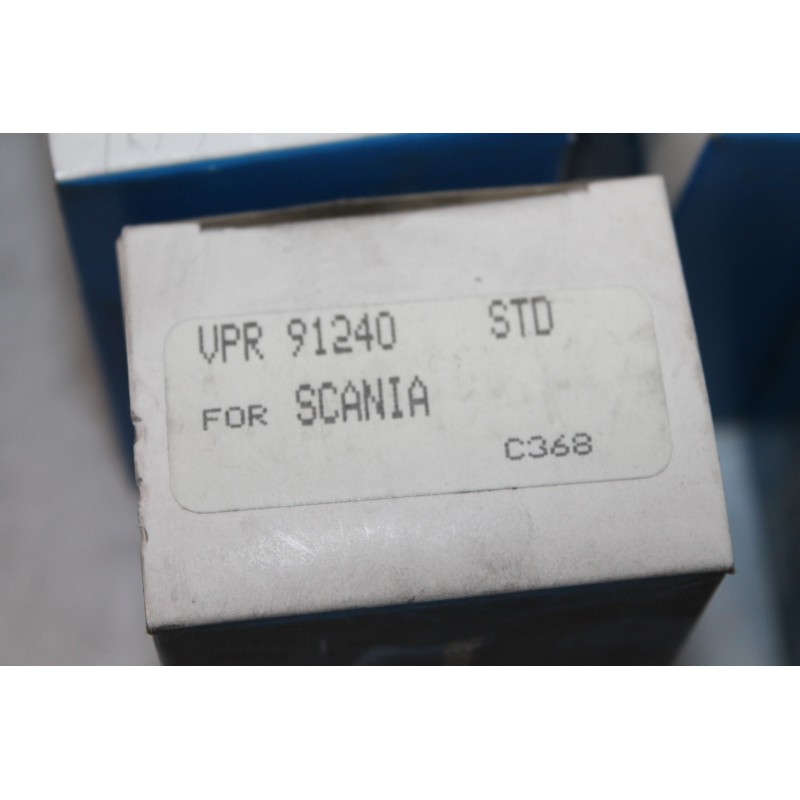 VPR 91240 STD
FOR SCANIA
C368